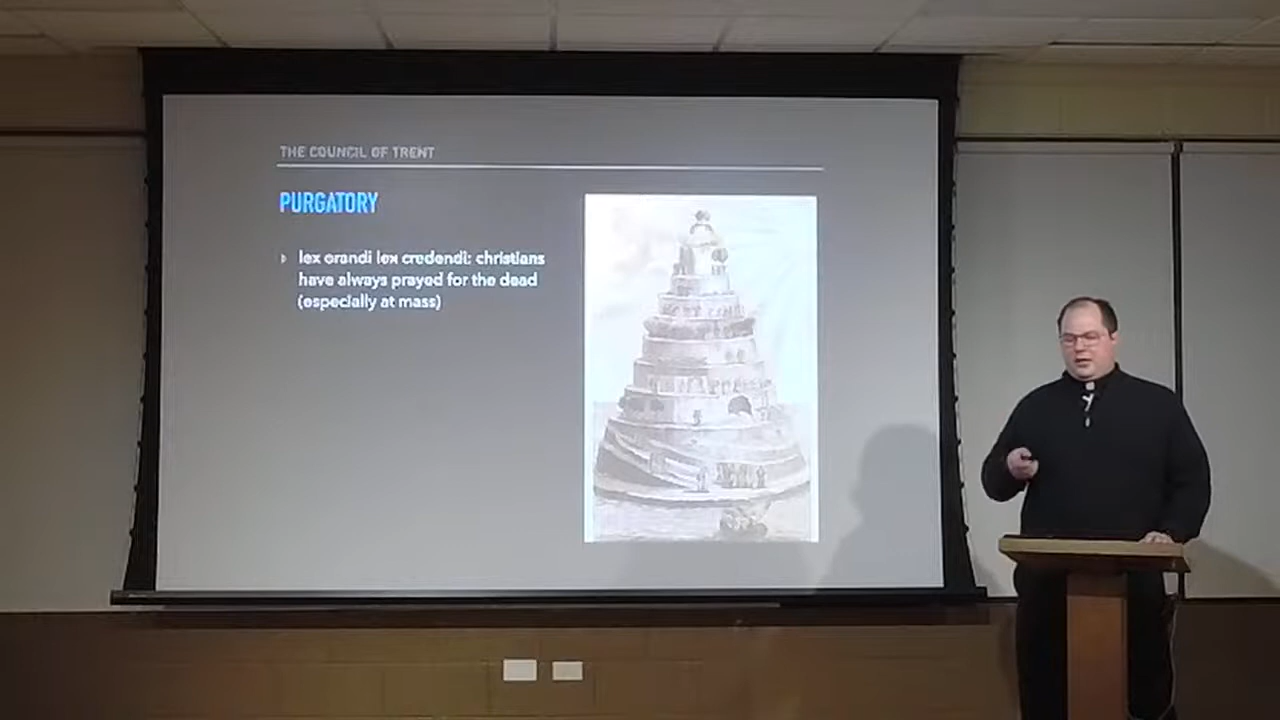 THE COUNCIL OF TRENT
PURGATORY
lex orandi lex credendi: christians
have always prayed for the dead
(especially at mass)